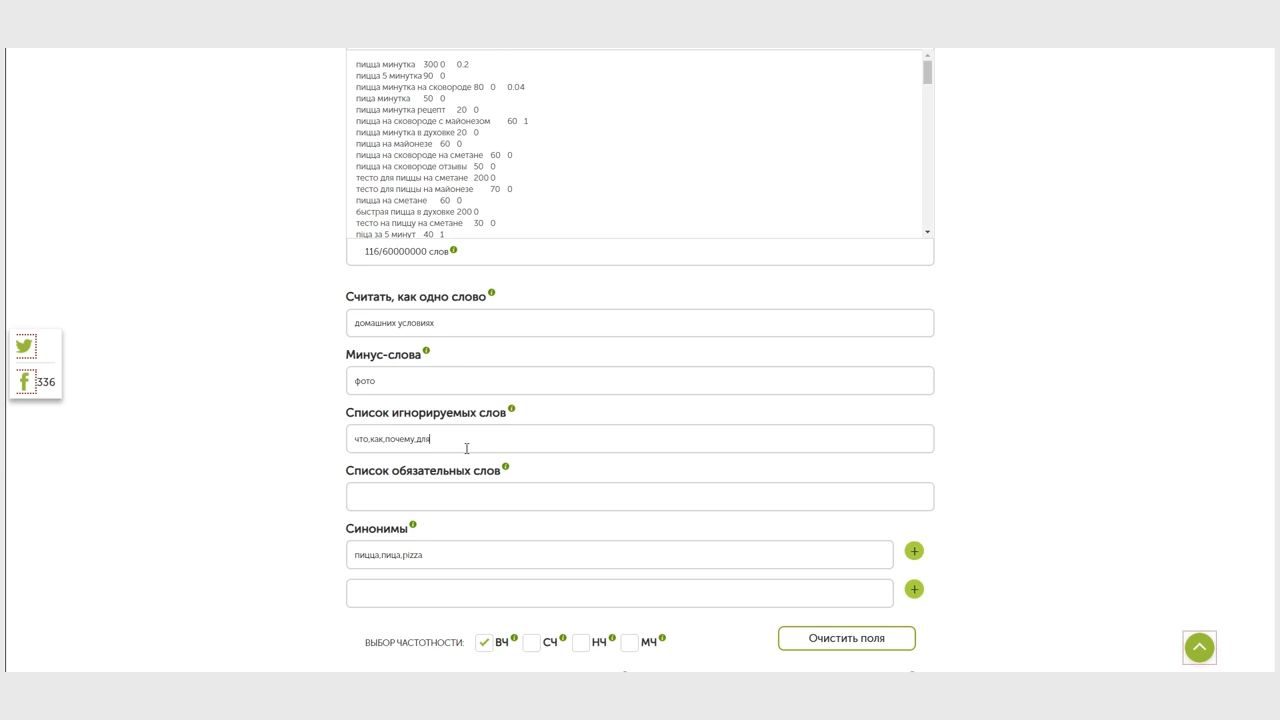 пицца минутка 300 0 0.2
пицца 5 минутка 90 0
пицца минутка на сковороде 80 0 0.04
пица минутка 50 0
пицца минутка рецепт 20 0
пицца на сковороде с майонезом 60 1
пицца минутка в духовке 20 0
пицца на майонезе 60 0
пицца на сковороде на сметане 60 0
пицца на сковороде отзывы 50 0
тесто для пиццы на сметане 200 0
тесто для пиццы на майонезе 70 0
пицца на сметане 60 0
быстрая пицца в духовке 200 0
тесто на пиццу на сметане 30 0
піца за 5 минут 40 1
116/60000000 слов
Считать, как одно слово
домашних условиях
Минус-слова
фото
336
Список игнорируемых слов
что,как,почему,для
Список обязательных слов
Синонимы
пицца,пица,pizza
ВЫБОР ЧАСТОТНОСТИ: ВЧ СЧ НЧ МЧ Очистить поля